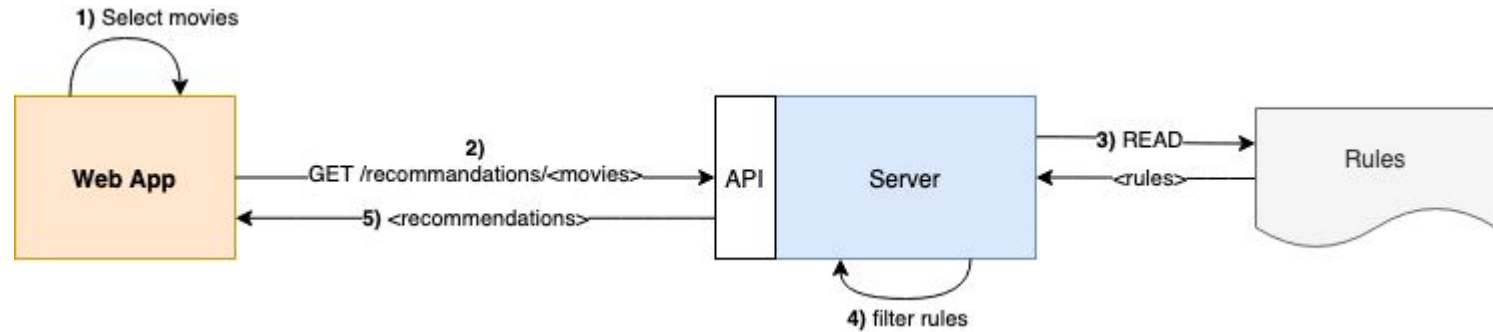 1) Select movies
Web App
2)
GET /recommandations/<movies>
5) <recommendations>
API
Server
3) READ
<rules>
Rules
4) filter rules